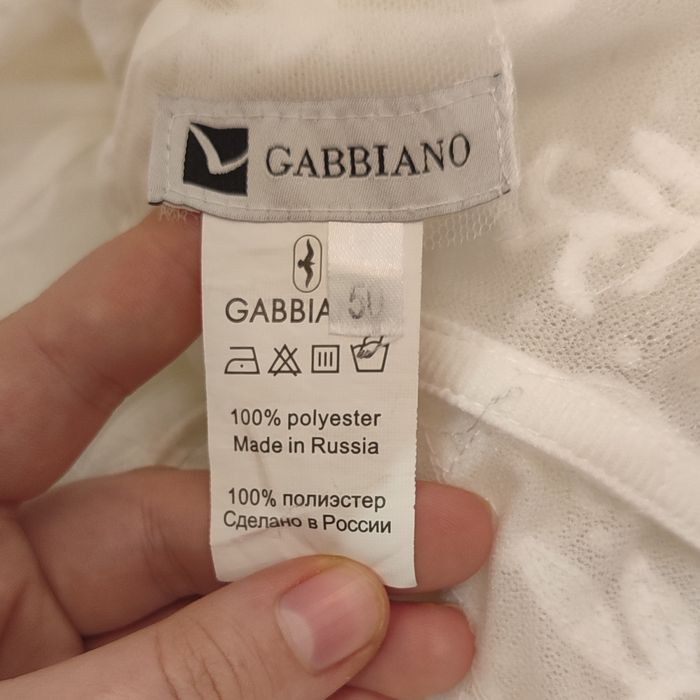 GABBIANO
GABBIA
50
100% polyester
Made in Russia
100% полиэстер
Сделано в России